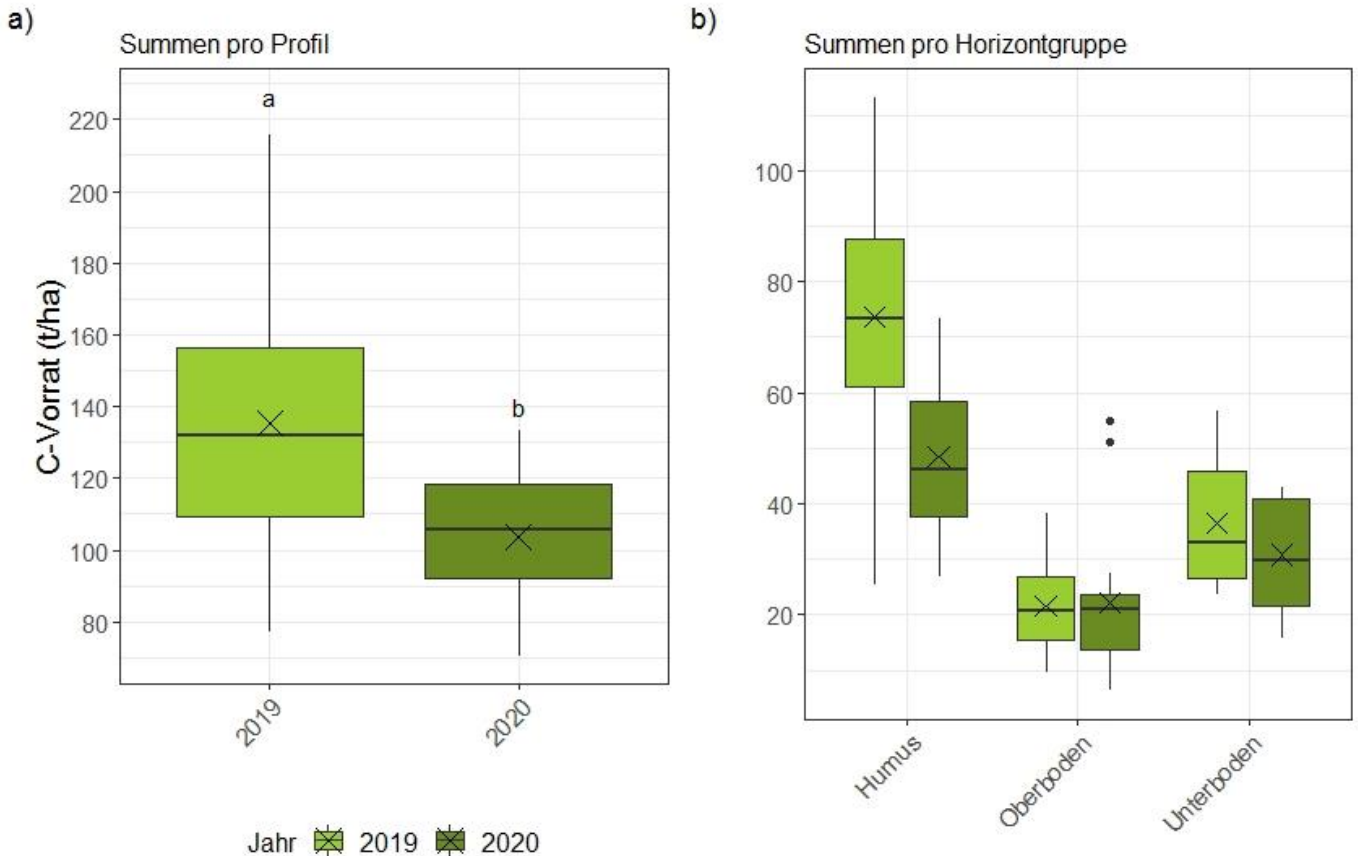 a)
Summen pro Profil
C-Vorrat (t/ha)
220
200
180
160
140
120
100
80
a
b
2019
2020
b)
Summen pro Horizontgruppe
100
80
60
40
20
Humus
Oberboden
Unterboden
Jahr 2019 2020